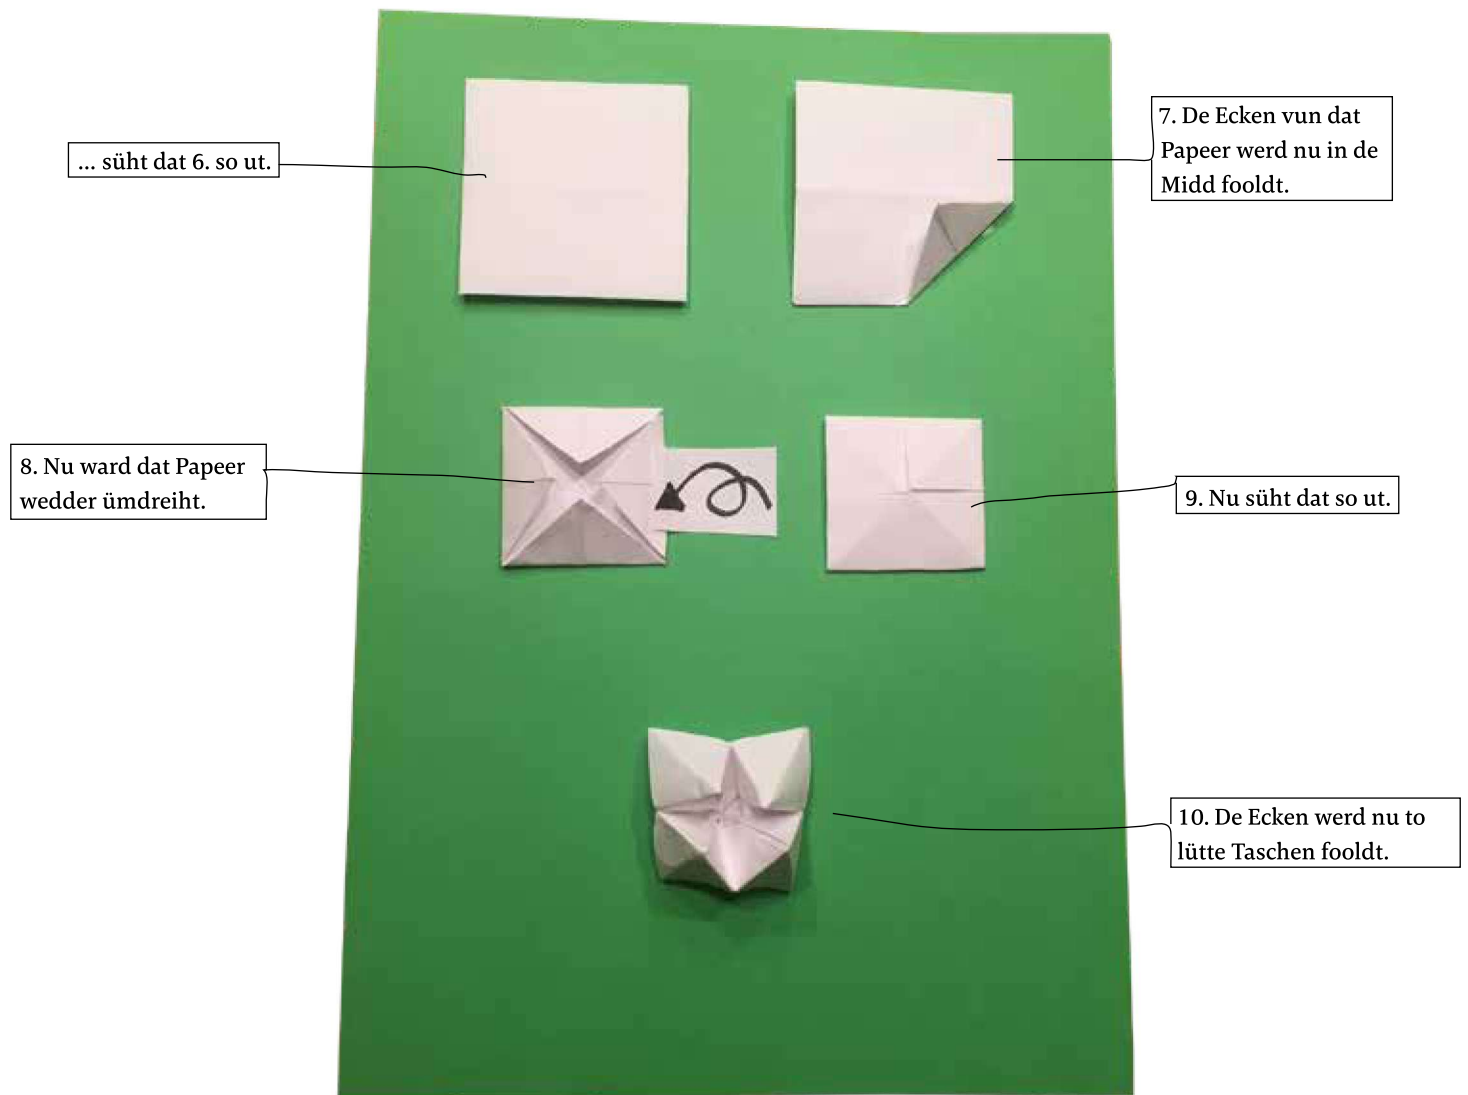 ... süht dat 6. so ut.
7. De Ecken vun dat
Papeer werd nu in de
Midd fooldt.
8. Nu ward dat Papeer
wedder ümdreiht.
9. Nu süht dat so ut.
10. De Ecken werd nu to
lütte Taschen fooldt.